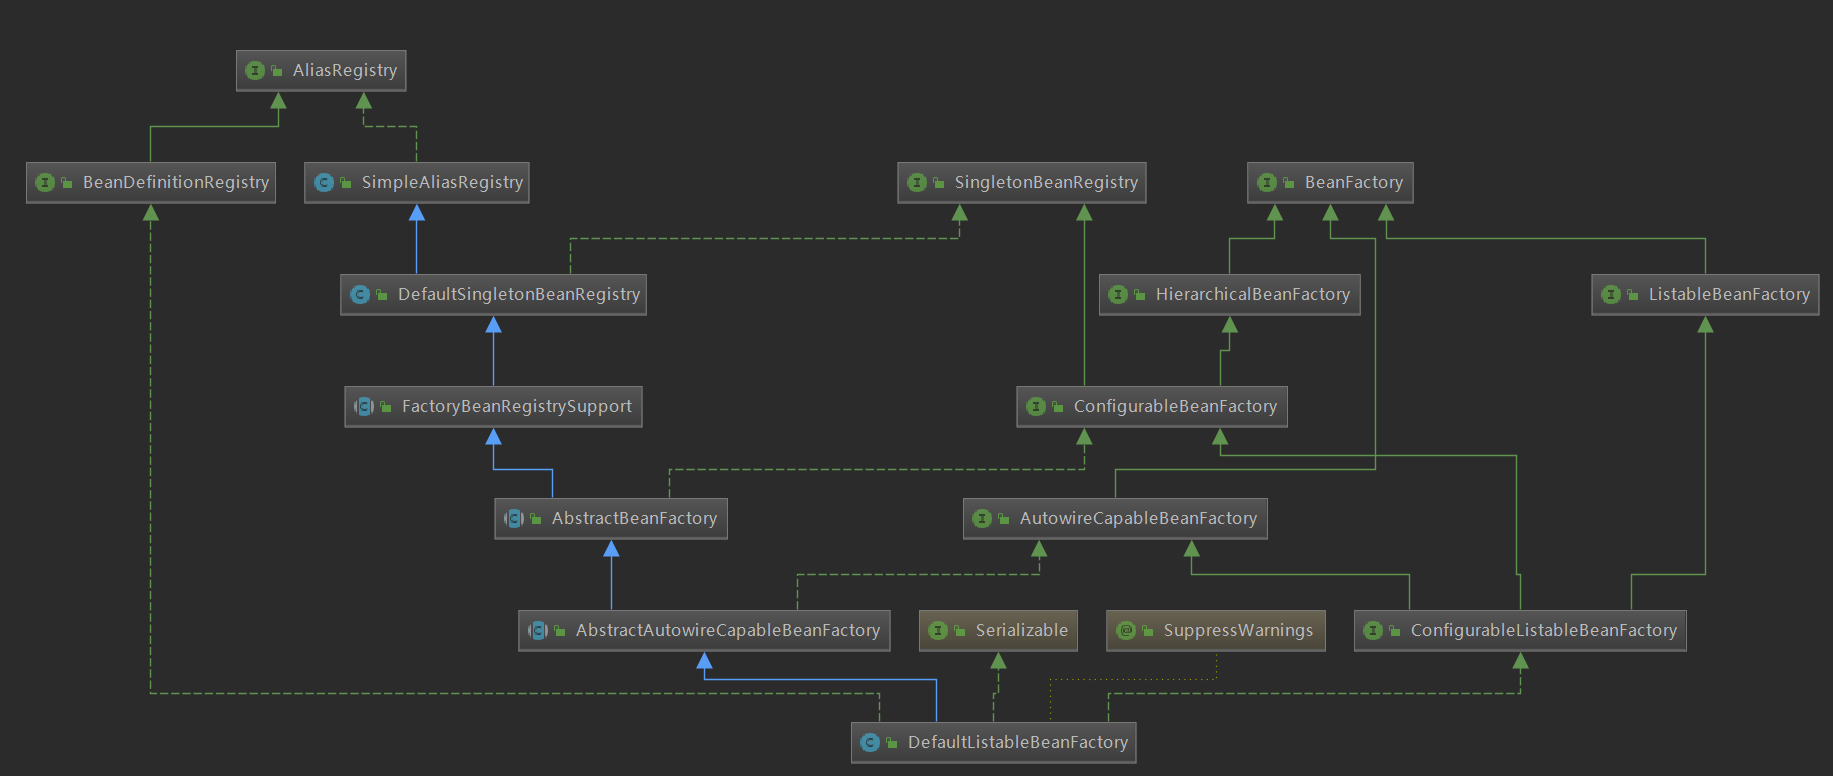 AliasRegistry
BeanDefinitionRegistry
SimpleAliasRegistry
SingletonBeanRegistry
BeanFactory
DefaultSingletonBeanRegistry
HierarchicalBeanFactory
ListableBeanFactory
FactoryBeanRegistrySupport
ConfigurableBeanFactory
AbstractBeanFactory
AutowireCapableBeanFactory
AbstractAutowireCapableBeanFactory
Serializable
SuppressWarnings
ConfigurableListableBeanFactory
DefaultListableBeanFactory